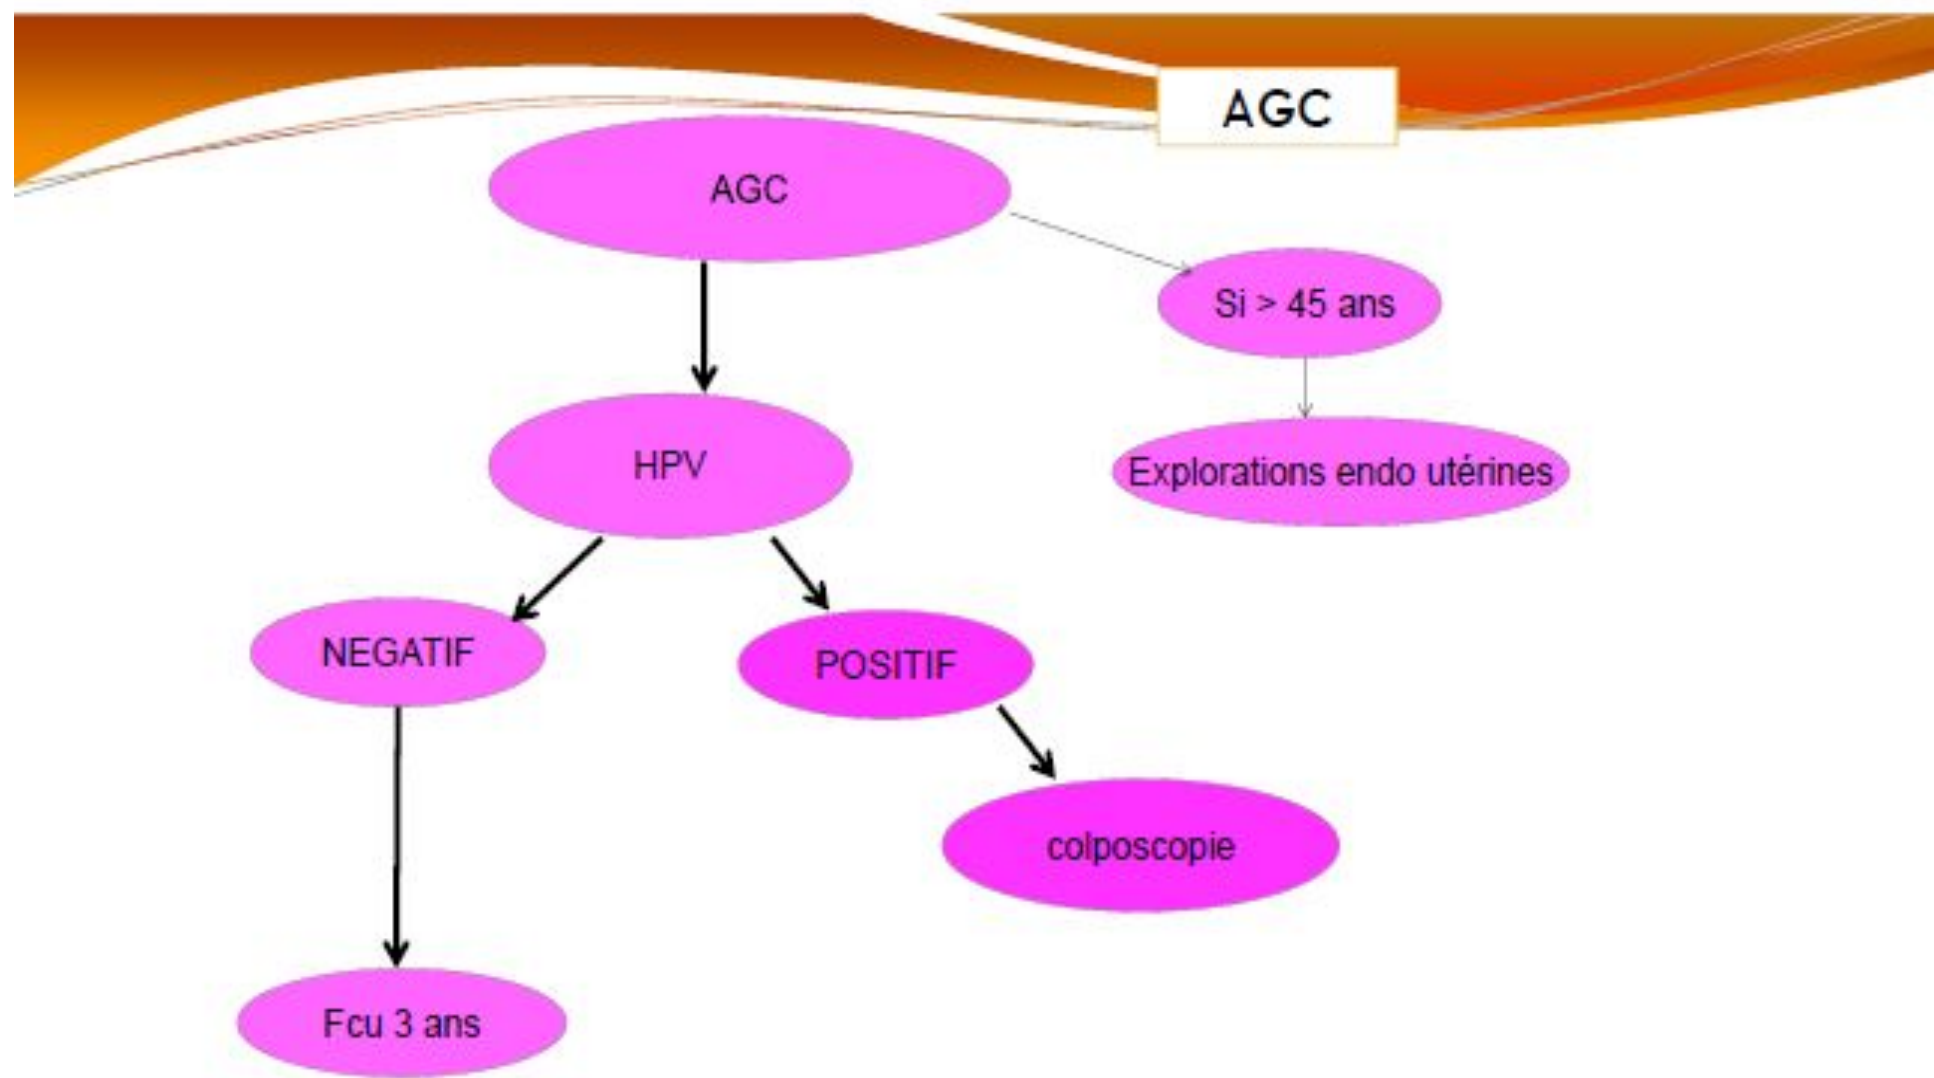 AGC
AGC
Si > 45 ans
HPV
Explorations endo utérines
NEGATIF
POSITIF
colposcopie
Fcu 3 ans